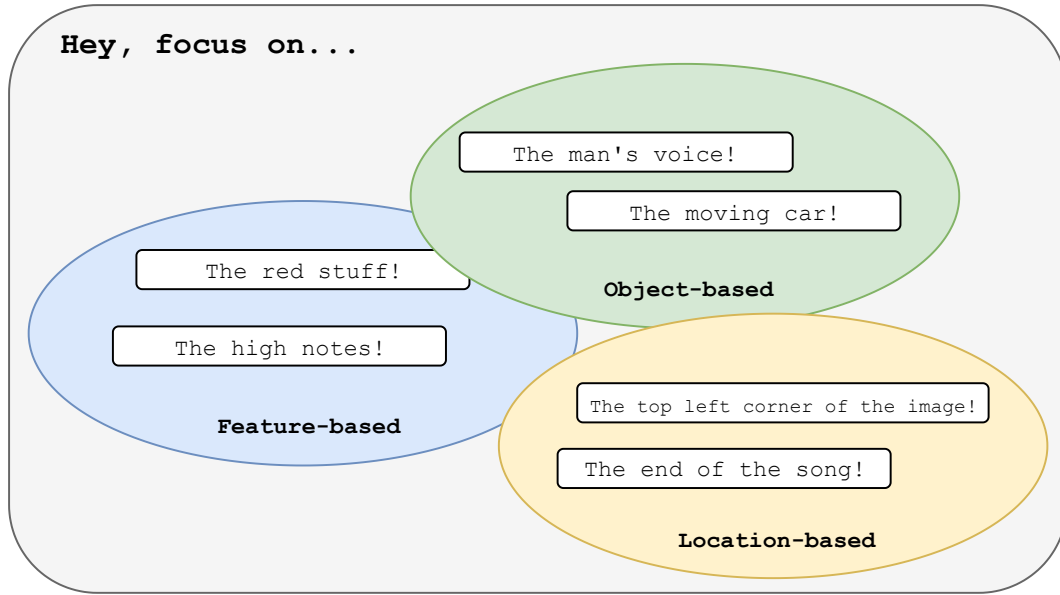 Hey, focus on...
The man's voice!
The moving car!
Object-based
The red stuff!
The high notes!
Feature-based
The top left corner of the image!
The end of the song!
Location-based